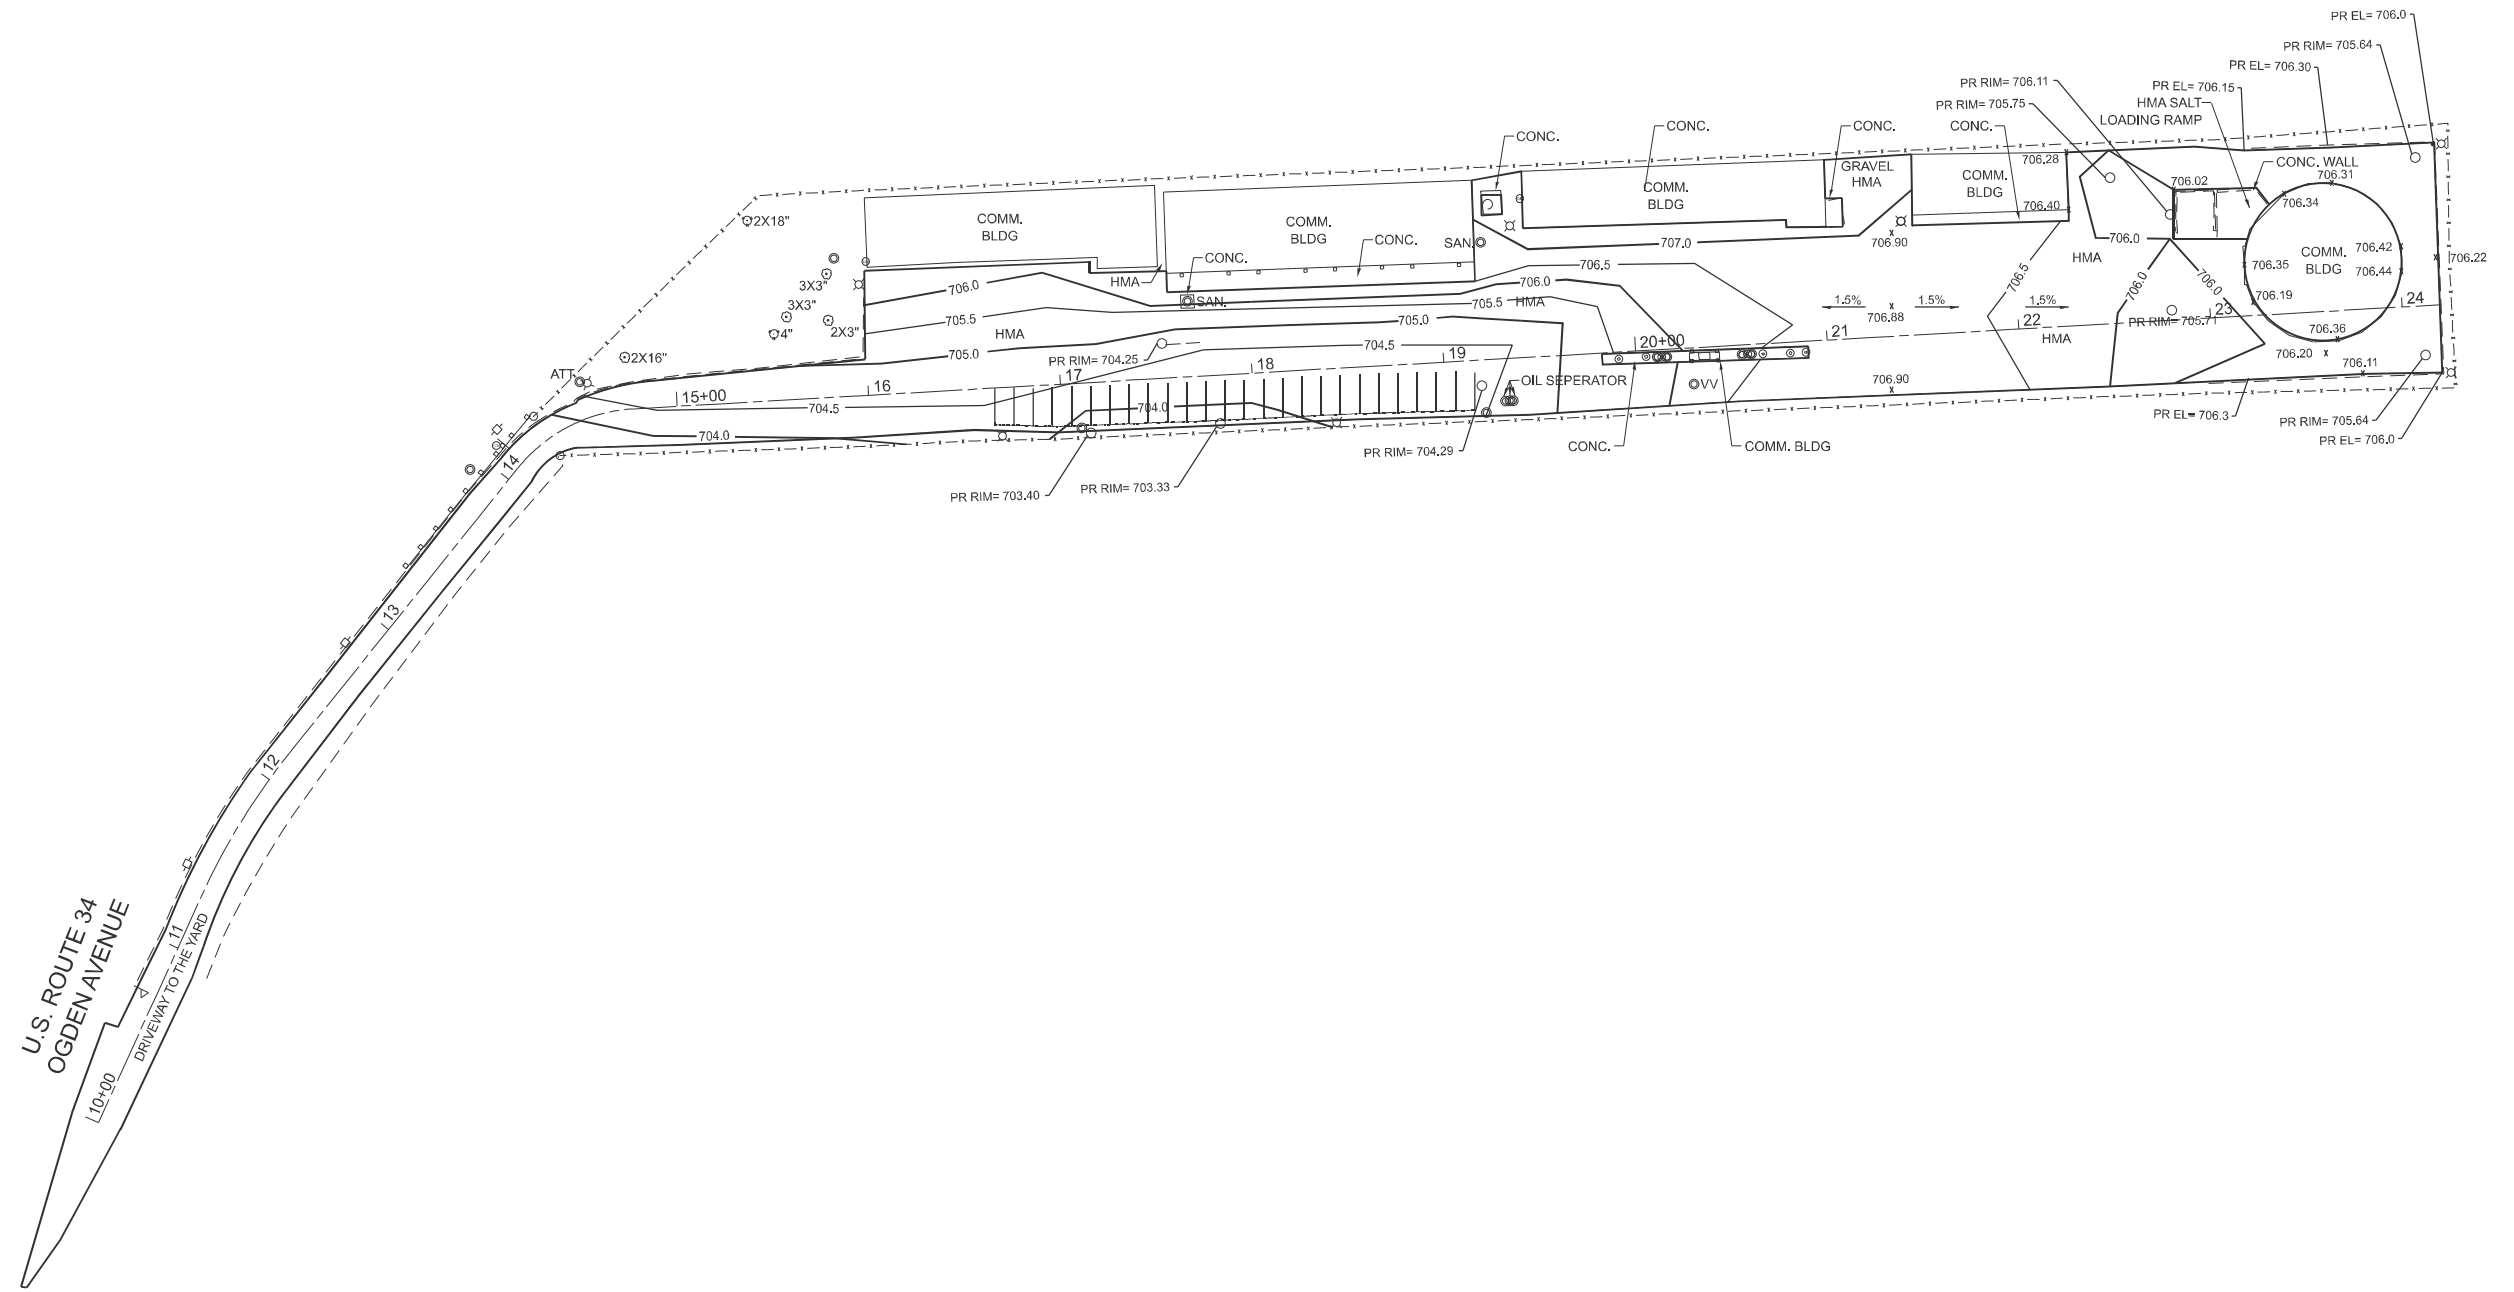 PR EL= 706.0
PR RIM= 705.64
PR EL= 706.30
PR RIM= 706.11
PR EL= 706.15
PR RIM= 705.75
HMA SALT
LOADING RAMP
CONC.
CONC.
CONC.
CONC.
706.28
CONC. WALL
706.31
GRAVEL
HMA
COMM.
BLDG
COMM.
BLDG
706.02
706.34
706.40
2X18"
COMM.
BLDG
COMM.
BLDG
SAN.
CONC.
707.0
706.90
706.0
HMA
COMM.
BLDG
706.42
706.44
706.22
706.35
706.19
CONC.
706.5
3X3"
HMA
706.0
SAN.
706.0
706.5
706.0
706.0
3X3"
705.5
HMA
705.5
HMA
1.5%
706.88
1.5%
1.5%
24
23
22
21
PR RIM= 705.71
706.36
706.20
706.11
HMA
4"
2X3"
2X16"
705.0
705.0
PR RIM= 704.25
704.5
20+00
19
18
17
16
15+00
ATT.
OIL SEPERATOR
VV
706.90
704.5
704.0
704.0
PR RIM= 704.29
CONC.
COMM. BLDG
PR EL= 706.3
PR RIM= 705.64
PR EL= 706.0
PR RIM= 703.40
PR RIM= 703.33
14
13
12
11
10+00
DRIVEWAY TO THE YARD
U.S. ROUTE 34
OGDEN AVENUE